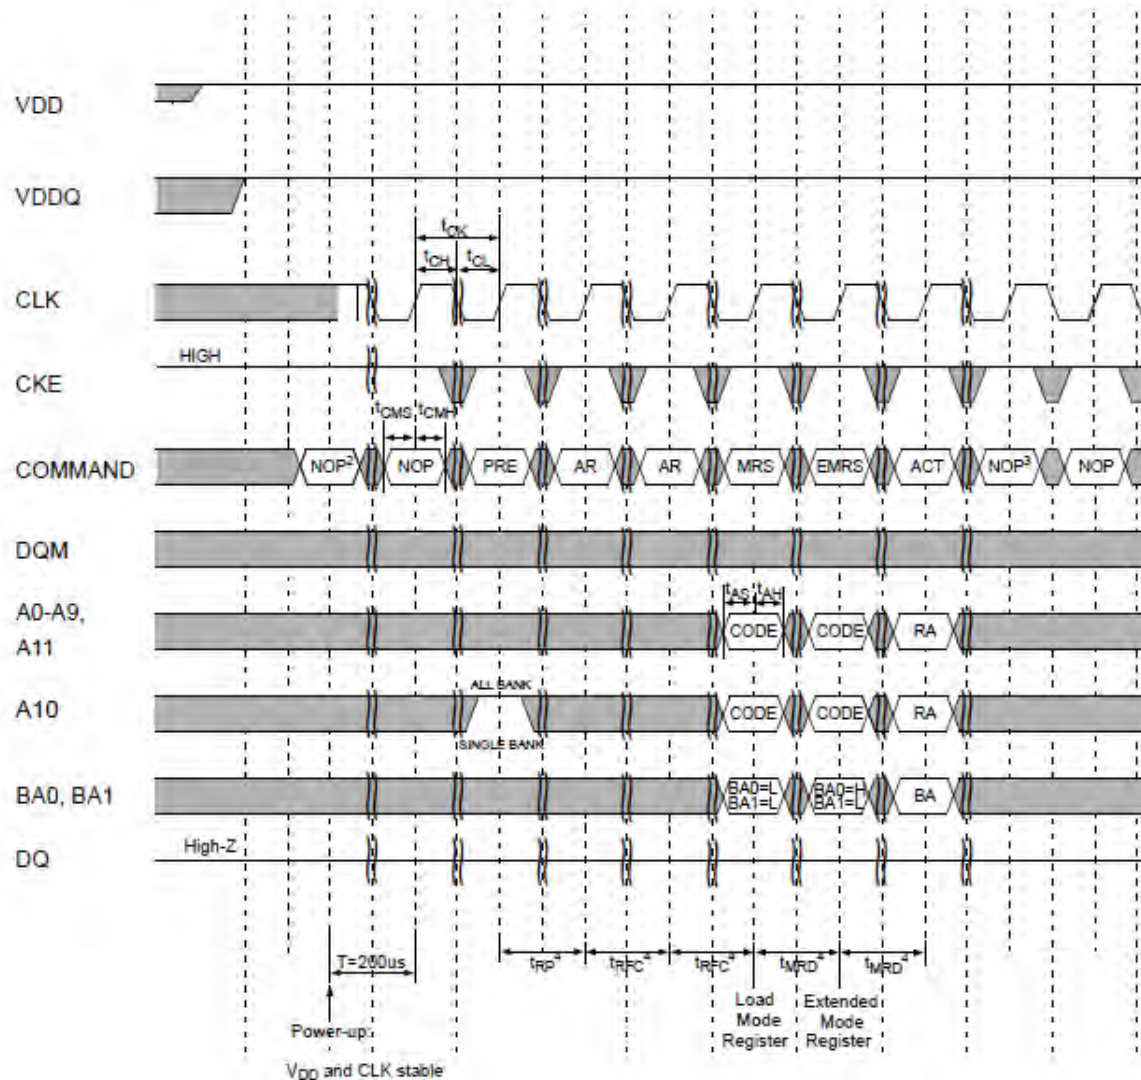 VDD
VDDQ
tCK
tCH tCL
CLK
HIGH
CKE
tCMS tCMH
COMMAND NOP² NOP PRE AR AR MRS EMRS ACT NOP³ NOP
DQM
tAS tAH
A0-A9,
A11
CODE CODE RA
ALL BANK
A10 CODE CODE RA
SINGLE BANK
BA0, BA1
BA0=L BA0=H
BA1=L BA1=L
BA
High-Z
DQ
T=200us
tRP⁴ tRFC⁴ tRFC⁴ tMRD⁴ tMRD⁴
Load Extended
Mode Mode
Register Register
Power-up:
VDD and CLK stable